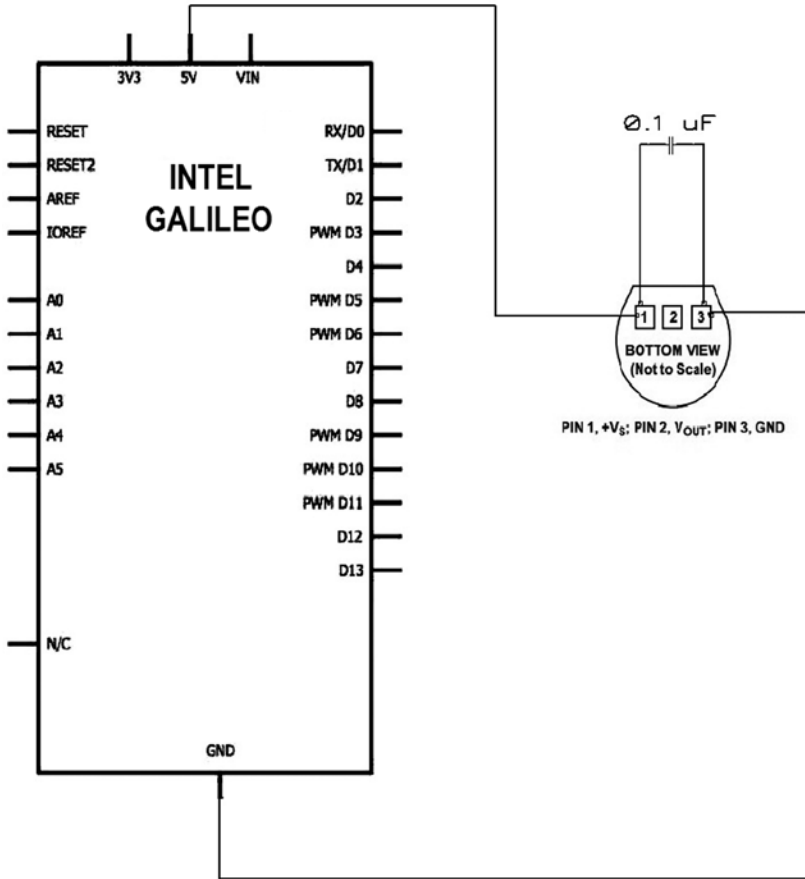 3V3 5V VIN
RESET
RESET2
AREF
IOREF
A0
A1
A2
A3
A4
A5
N/C
INTEL
GALILEO
RX/D0
TX/D1
D2
PWM D3
D4
PWM D5
PWM D6
D7
D8
PWM D9
PWM D10
PWM D11
D12
D13
GND
0.1 uF
1 2 3
BOTTOM VIEW
(Not to Scale)
PIN 1, +VS; PIN 2, VOUT; PIN 3, GND